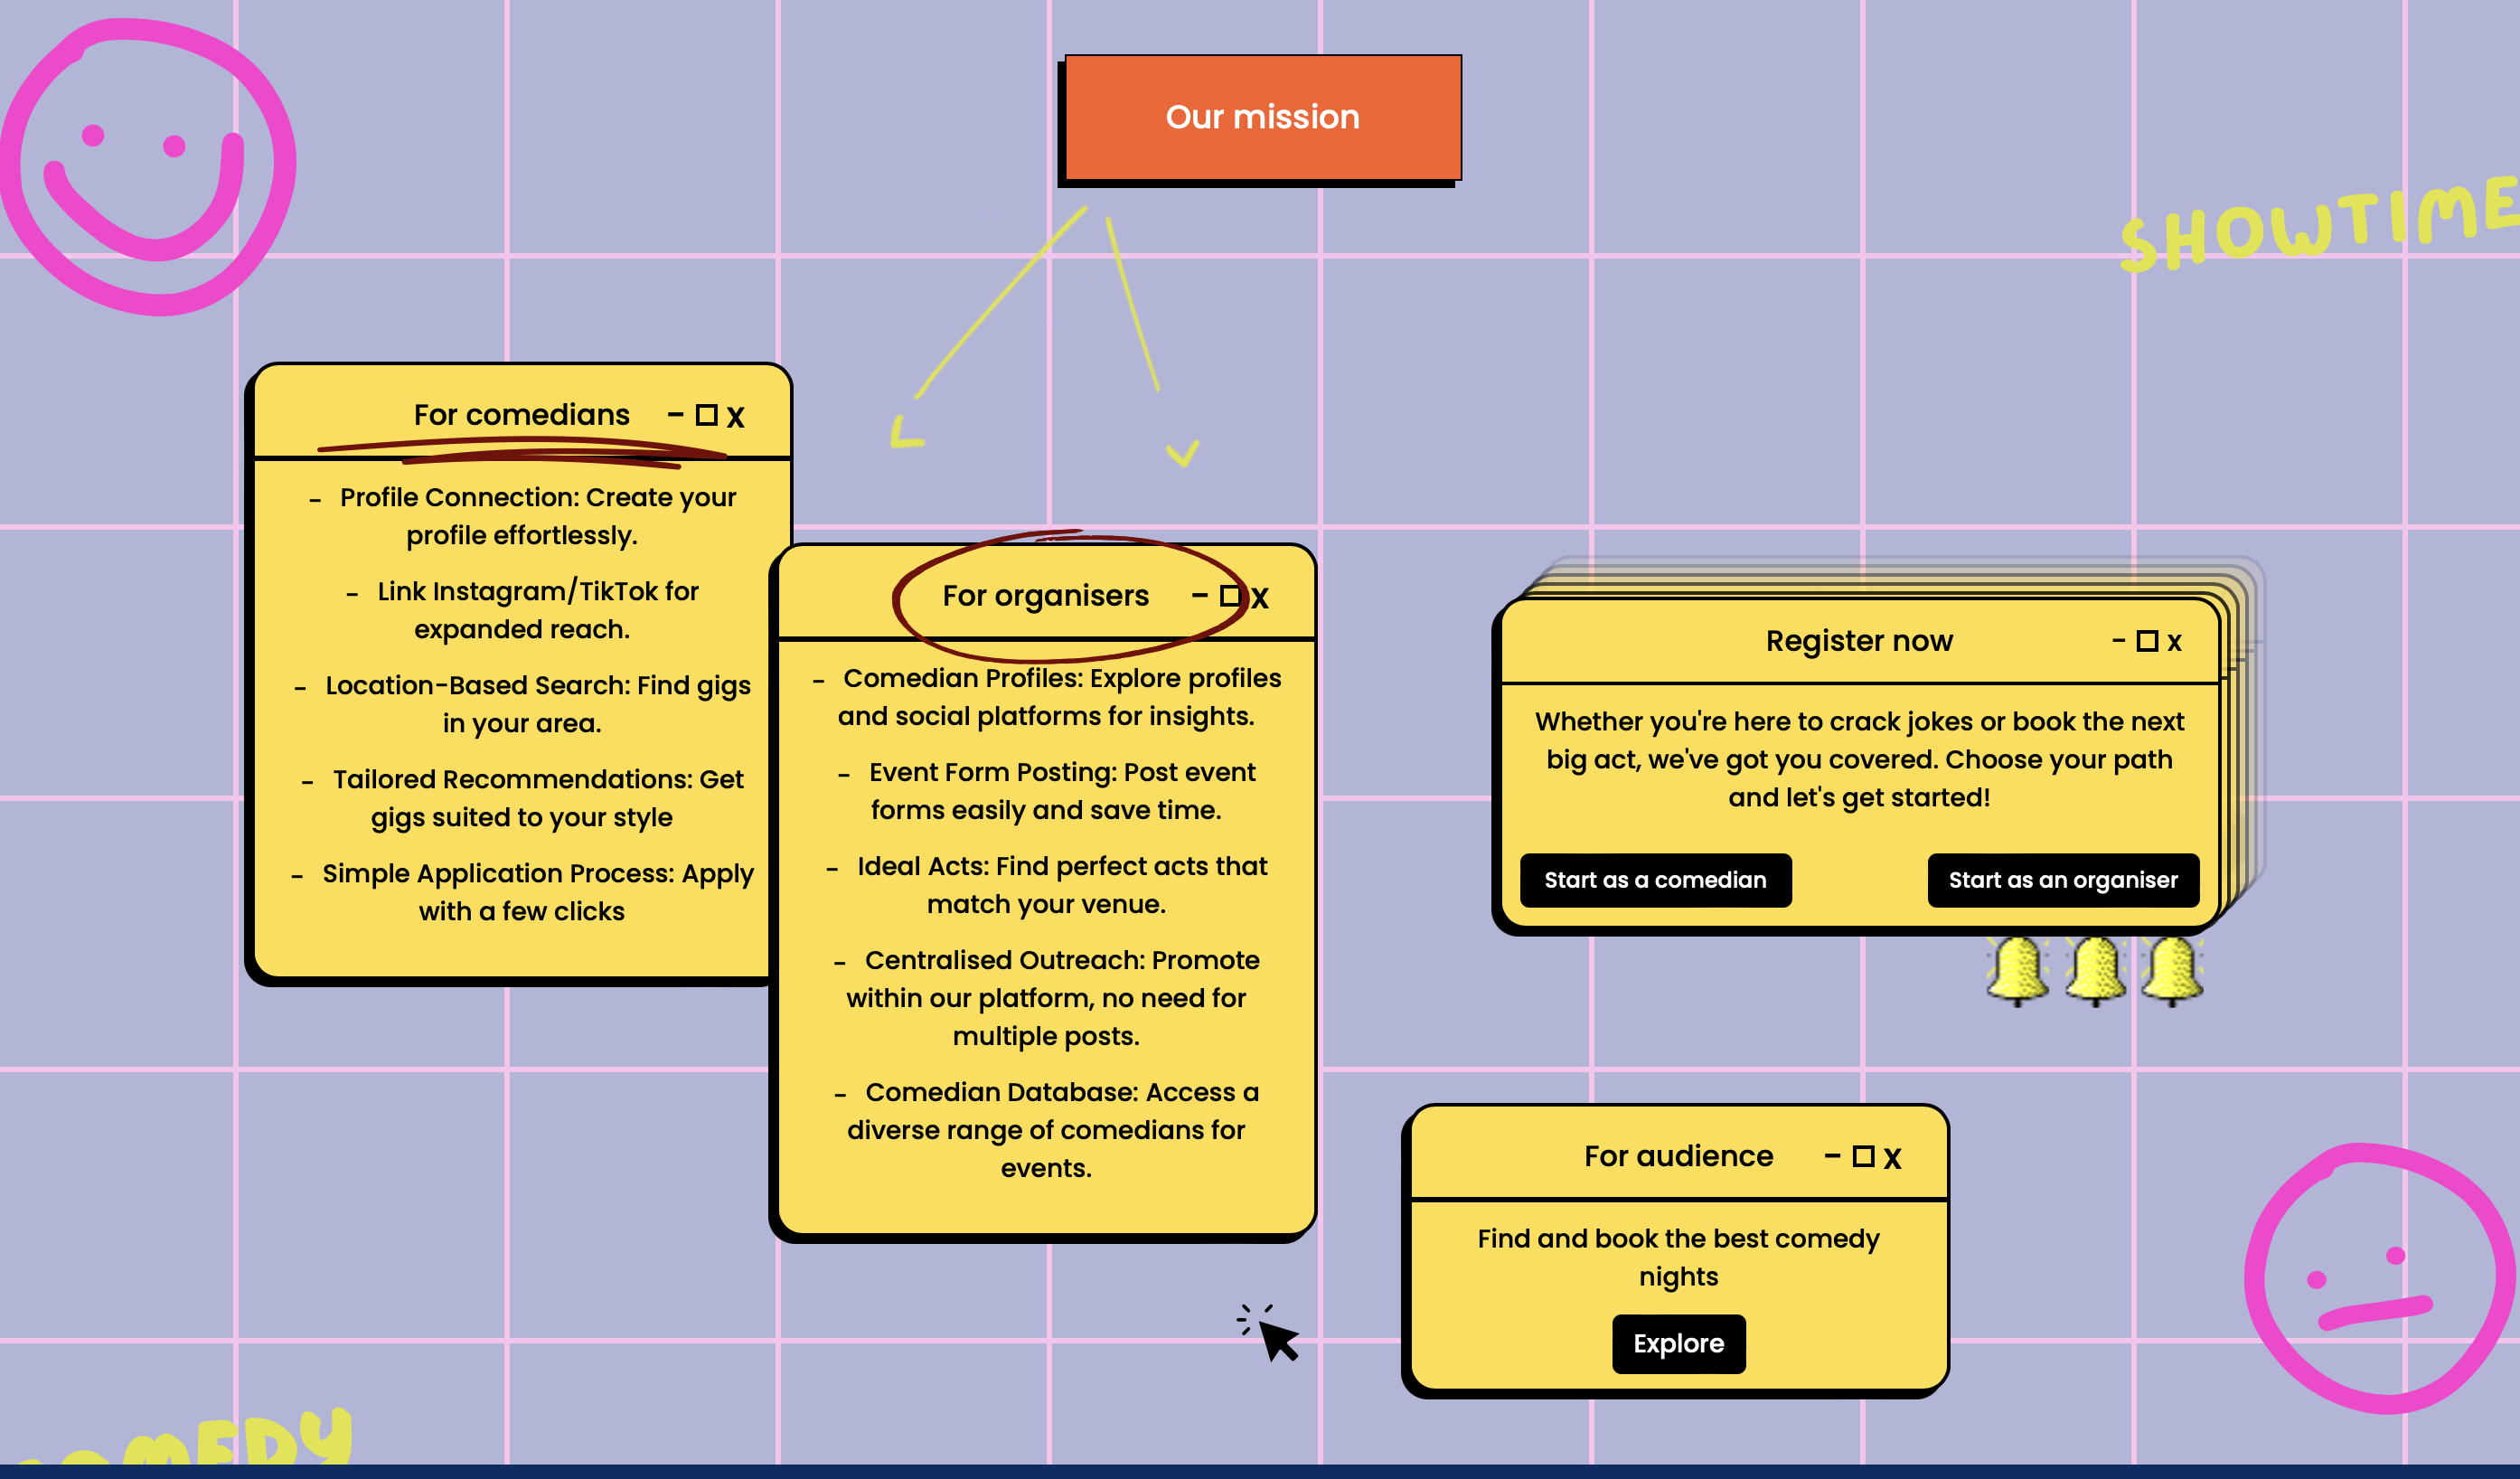 Our mission
SHOWTIME
For comedians
- Profile Connection: Create your
profile effortlessly.
- Link Instagram/TikTok for
expanded reach.
- Location-Based Search: Find gigs
in your area.
- Tailored Recommendations: Get
gigs suited to your style
- Simple Application Process: Apply
with a few clicks
For organisers
- Comedian Profiles: Explore profiles
and social platforms for insights.
- Event Form Posting: Post event
forms easily and save time.
- Ideal Acts: Find perfect acts that
match your venue.
- Centralised Outreach: Promote
within our platform, no need for
multiple posts.
- Comedian Database: Access a
diverse range of comedians for
events.
Register now
Whether you're here to crack jokes or book the next
big act, we've got you covered. Choose your path
and let's get started!
Start as a comedian
Start as an organiser
For audience
Find and book the best comedy
nights
Explore
COMEDY